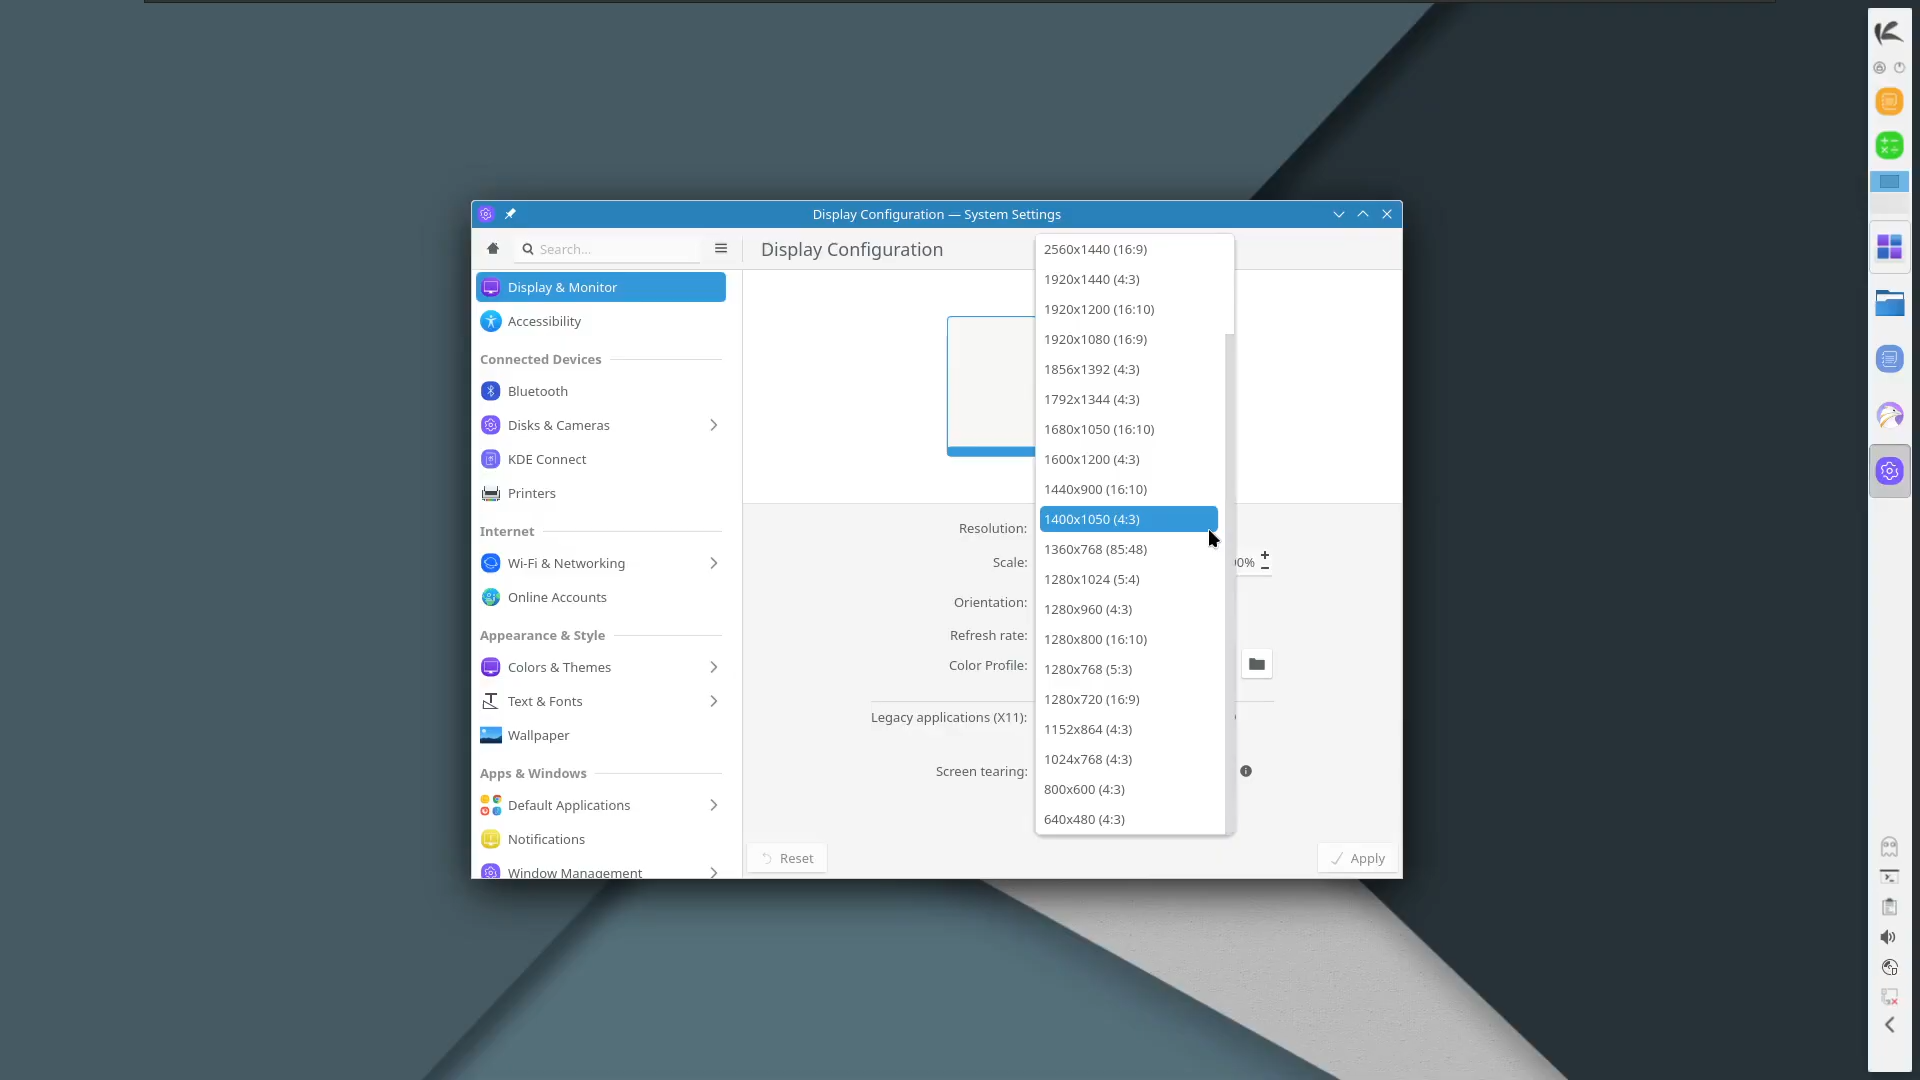 Display Configuration — System Settings
Search...
Display Configuration
Display & Monitor
Accessibility
Connected Devices
Bluetooth
Disks & Cameras
KDE Connect
Printers
Internet
Wi-Fi & Networking
Online Accounts
Appearance & Style
Colors & Themes
Text & Fonts
Wallpaper
Apps & Windows
Default Applications
Notifications
Window Management
Resolution:
Scale:
Orientation:
Refresh rate:
Color Profile:
Legacy applications (X11):
Screen tearing:
2560x1440 (16:9)
1920x1440 (4:3)
1920x1200 (16:10)
1920x1080 (16:9)
1856x1392 (4:3)
1792x1344 (4:3)
1680x1050 (16:10)
1600x1200 (4:3)
1440x900 (16:10)
1400x1050 (4:3)
1360x768 (85:48)
1280x1024 (5:4)
1280x960 (4:3)
1280x800 (16:10)
1280x768 (5:3)
1280x720 (16:9)
1152x864 (4:3)
1024x768 (4:3)
800x600 (4:3)
640x480 (4:3)
Reset
Apply